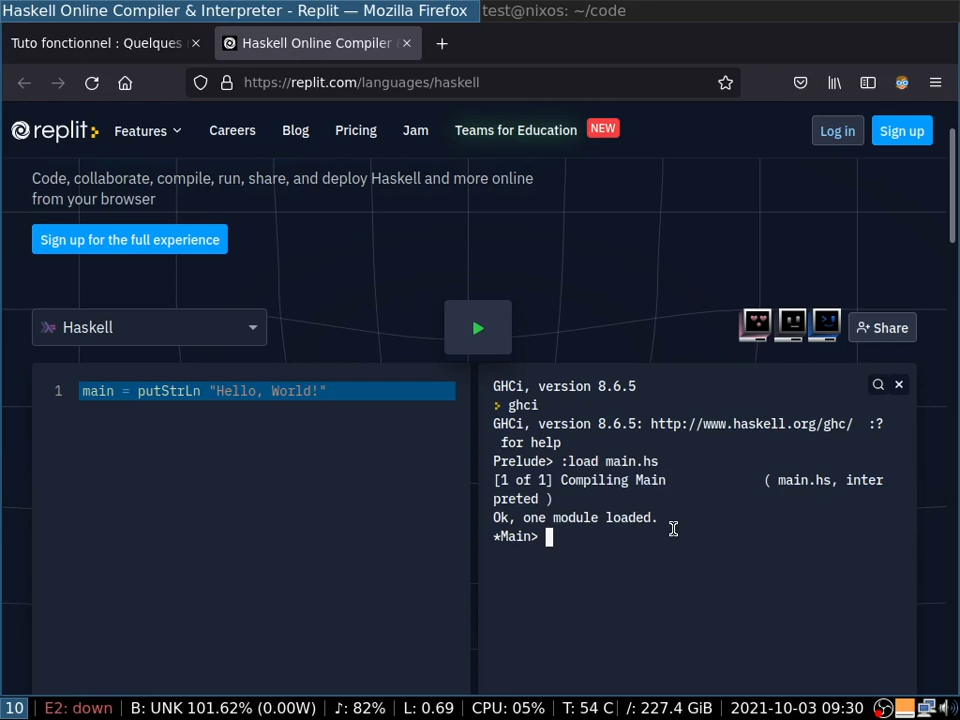 Haskell Online Compiler & Interpreter - Replit — Mozilla Firefox test@nixos: ~/code
Tuto fonctionnel : Quelques Haskell Online Compiler
https://replit.com/languages/haskell
replit Features Careers Blog Pricing Jam Teams for Education NEW Log in Sign up
Code, collaborate, compile, run, share, and deploy Haskell and more online
from your browser
Sign up for the full experience
Haskell Share
1 main = putStrLn "Hello, World!"
GHCi, version 8.6.5
> ghci
GHCi, version 8.6.5: http://www.haskell.org/ghc/ :?
for help
Prelude> :load main.hs
[1 of 1] Compiling Main ( main.hs, inter
preted )
Ok, one module loaded.
*Main>
10 E2: down B: UNK 101.62% (0.00W) ♪: 82% L: 0.69 CPU: 05% T: 54 C /: 227.4 GiB 2021-10-03 09:30